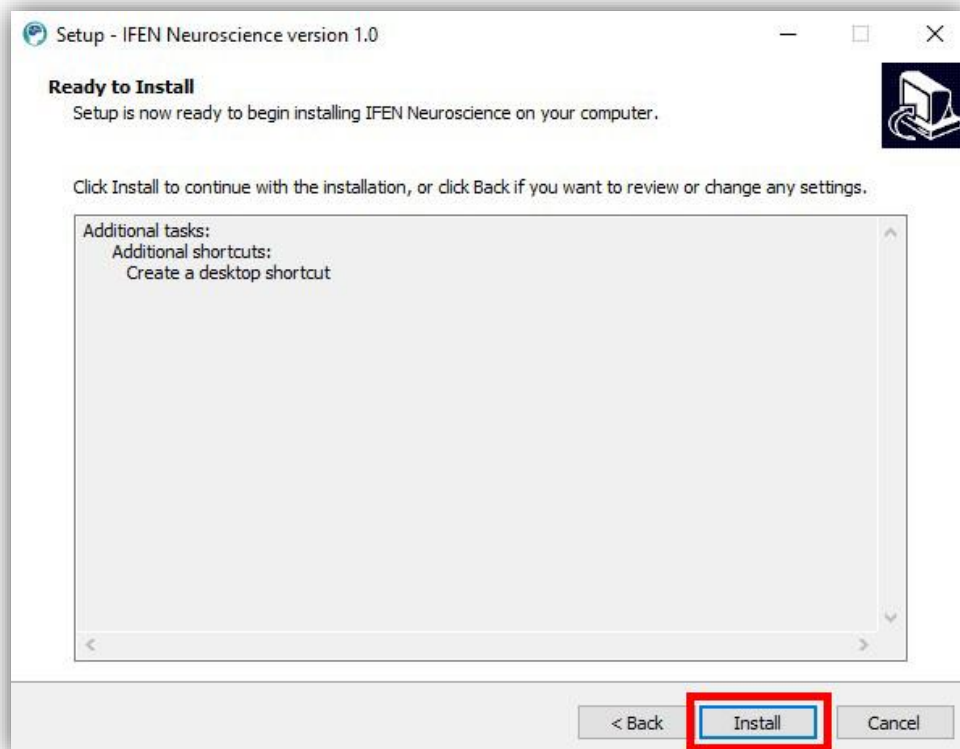 Setup - IFEN Neuroscience version 1.0
Ready to Install
Setup is now ready to begin installing IFEN Neuroscience on your computer.
Click Install to continue with the installation, or click Back if you want to review or change any settings.
Additional tasks:
Additional shortcuts:
Create a desktop shortcut
< Back Install Cancel